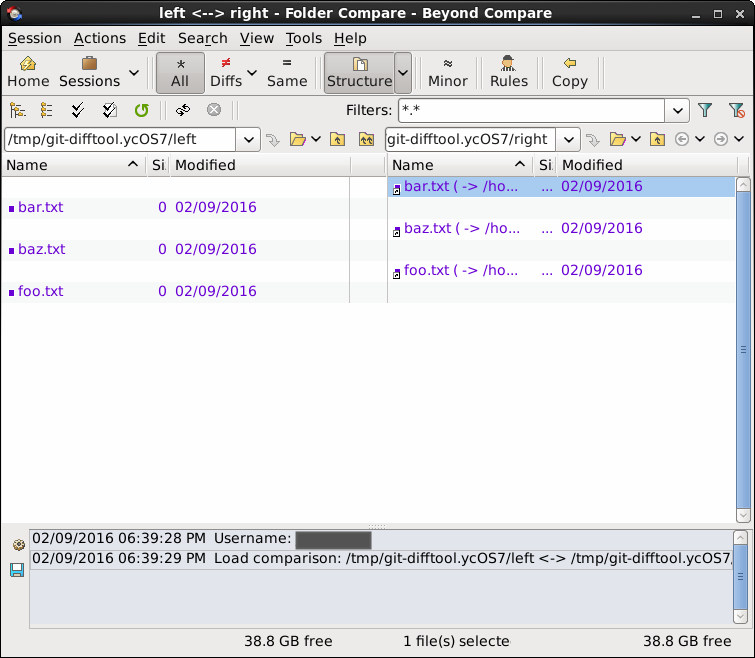 left <--> right - Folder Compare - Beyond Compare
Session Actions Edit Search View Tools Help
Home Sessions * All ≠ Diffs = Same Structure ≈ Minor Rules Copy
Filters: *.*
/tmp/git-difftool.ycOS7/left git-difftool.ycOS7/right
Name Si Modified Name Si Modified
bar.txt ( -> /ho... ... 02/09/2016
bar.txt 0 02/09/2016
baz.txt ( -> /ho... ... 02/09/2016
baz.txt 0 02/09/2016
foo.txt ( -> /ho... ... 02/09/2016
foo.txt 0 02/09/2016
02/09/2016 06:39:28 PM Username:
02/09/2016 06:39:29 PM Load comparison: /tmp/git-difftool.ycOS7/left <-> /tmp/git-difftool.ycOS7/
38.8 GB free 1 file(s) selecte 38.8 GB free